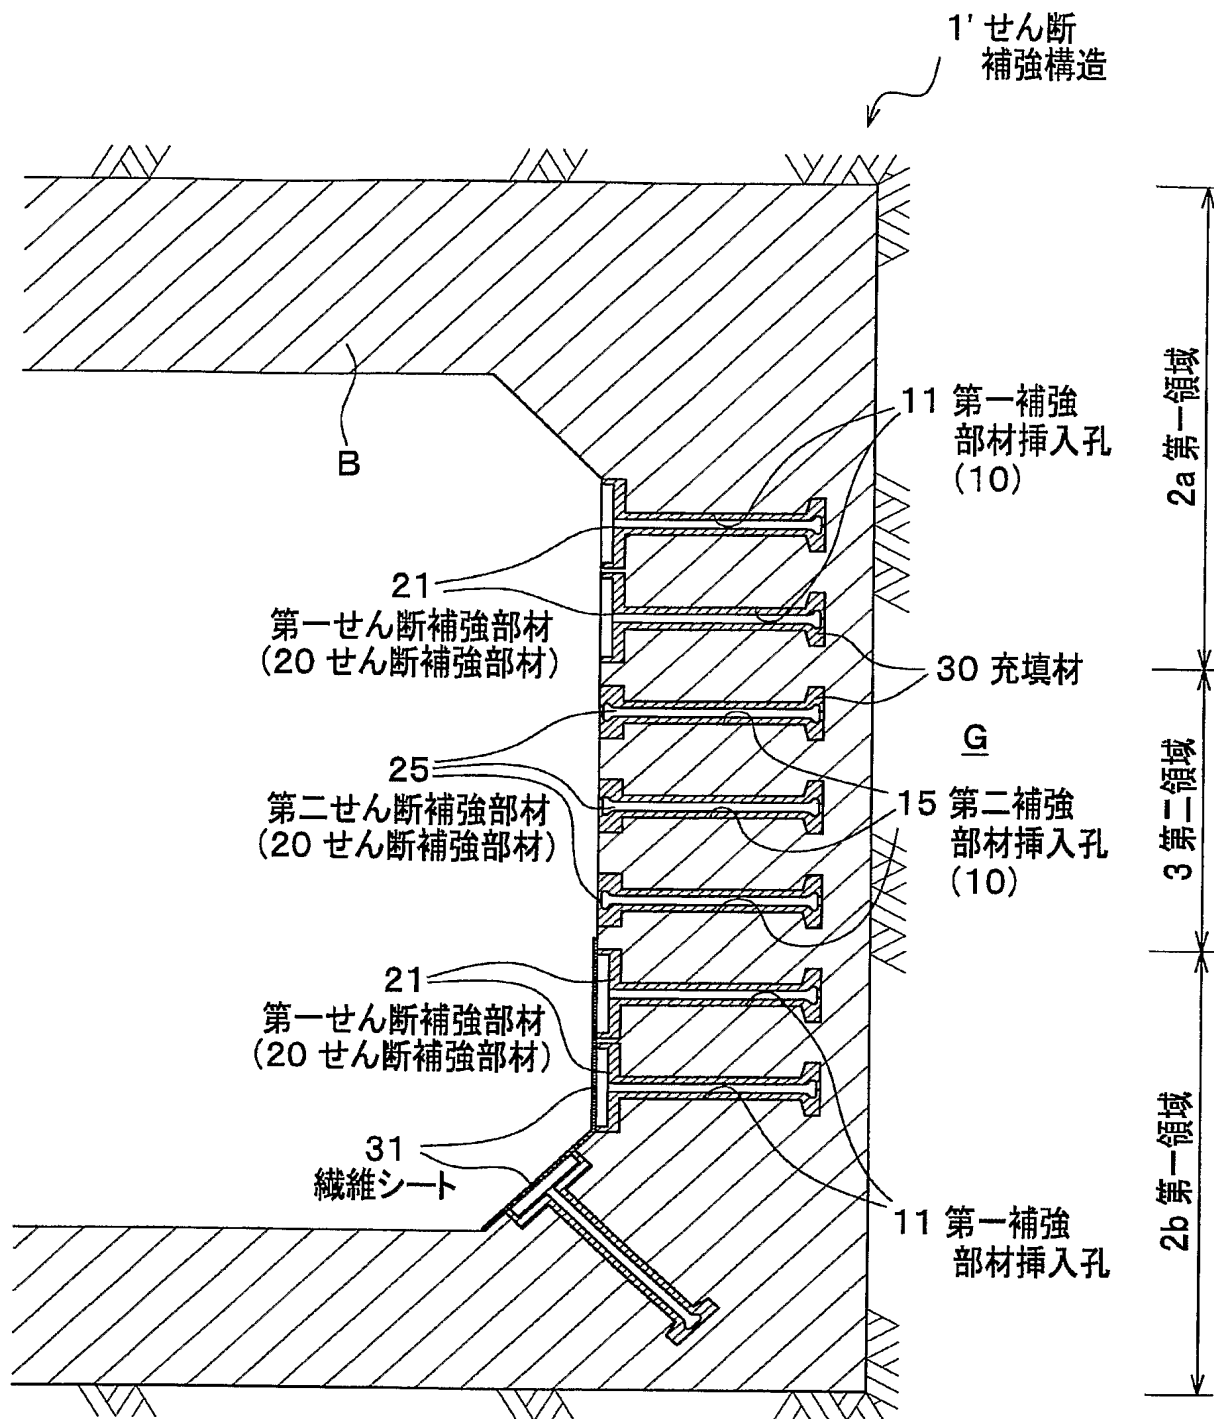 1' せん断
補強構造
B
11 第一補強
部材挿入孔
(10)
2a 第一領域
21
第一せん断補強部材
(20 せん断補強部材)
30 充填材
G
25
第二せん断補強部材
(20 せん断補強部材)
15 第二補強
部材挿入孔
(10)
3 第二領域
21
第一せん断補強部材
(20 せん断補強部材)
31
繊維シート
11 第一補強
部材挿入孔
2b 第一領域